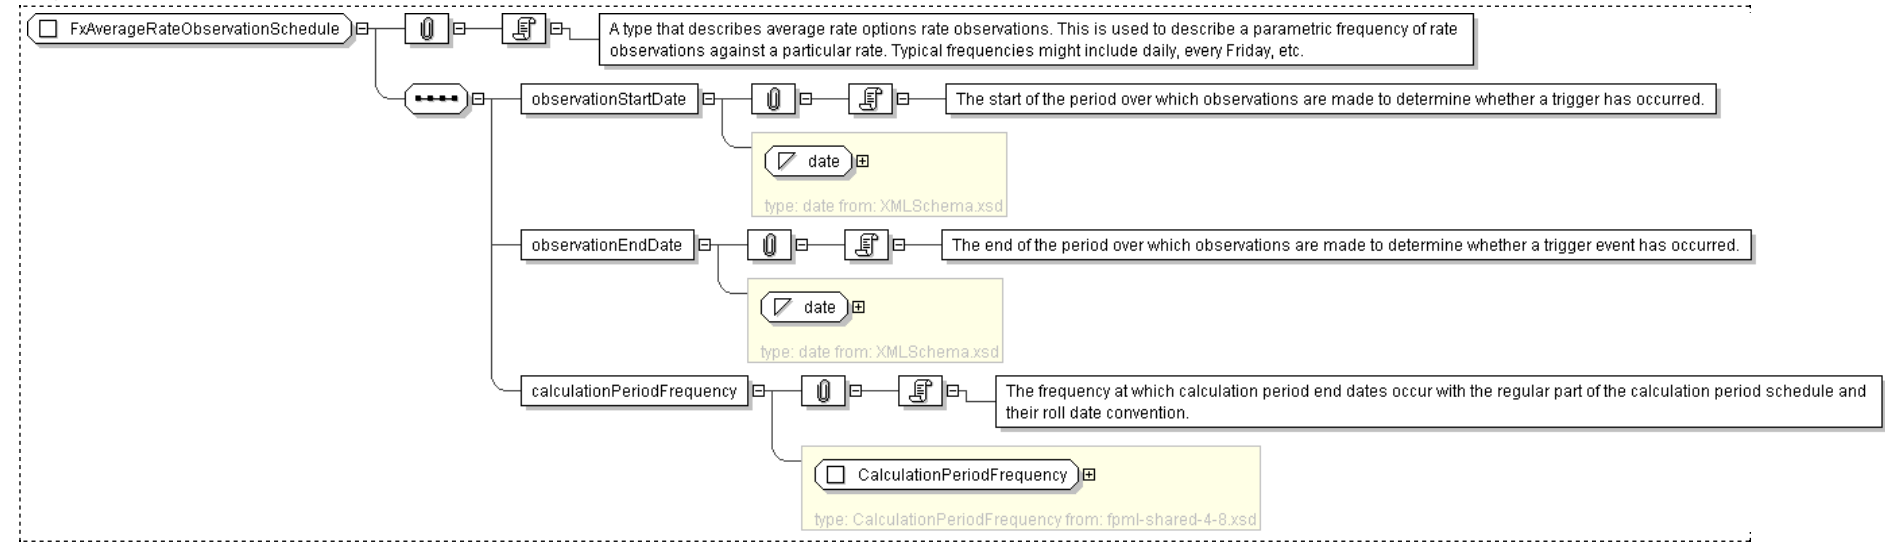 FxAverageRateObservationSchedule
A type that describes average rate options rate observations. This is used to describe a parametric frequency of rate
observations against a particular rate. Typical frequencies might include daily, every Friday, etc.
observationStartDate
The start of the period over which observations are made to determine whether a trigger has occurred.
date
type: date from: XMLSchema.xsd
observationEndDate
The end of the period over which observations are made to determine whether a trigger event has occurred.
date
type: date from: XMLSchema.xsd
calculationPeriodFrequency
The frequency at which calculation period end dates occur with the regular part of the calculation period schedule and
their roll date convention.
CalculationPeriodFrequency
type: CalculationPeriodFrequency from: fpml-shared-4-8.xsd